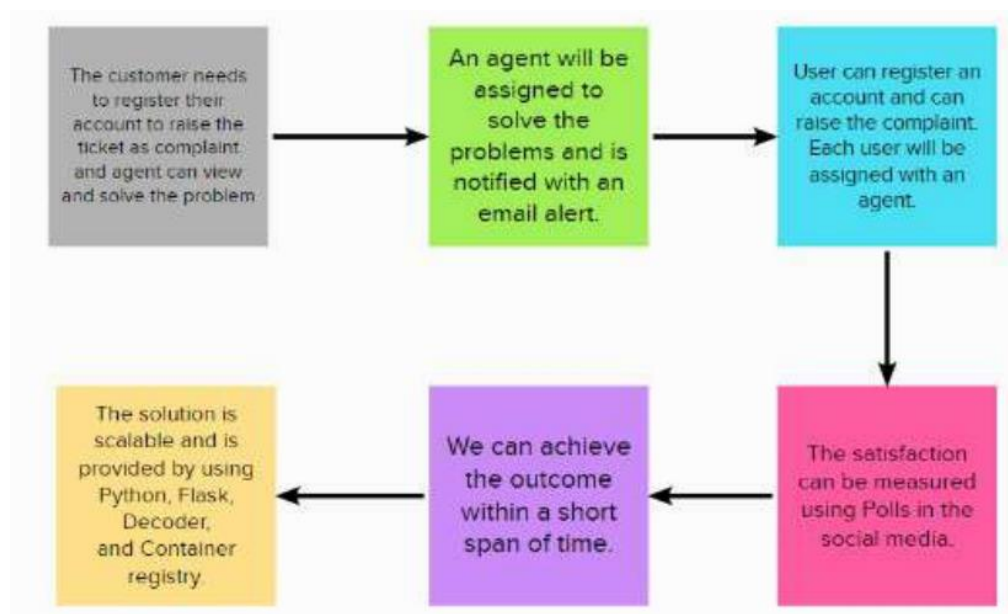 The customer needs
to register their
account to raise the
ticket as complaint
and agent can view
and solve the problem
An agent will be
assigned to
solve the
problems and is
notified with an
email alert.
User can register an
account and can
raise the complaint.
Each user will be
assigned with an
agent.
The satisfaction
can be measured
using Polls in the
social media.
We can achieve
the outcome
within a short
span of time.
The solution is
scalable and is
provided by using
Python, Flask,
Decoder,
and Container
registry.